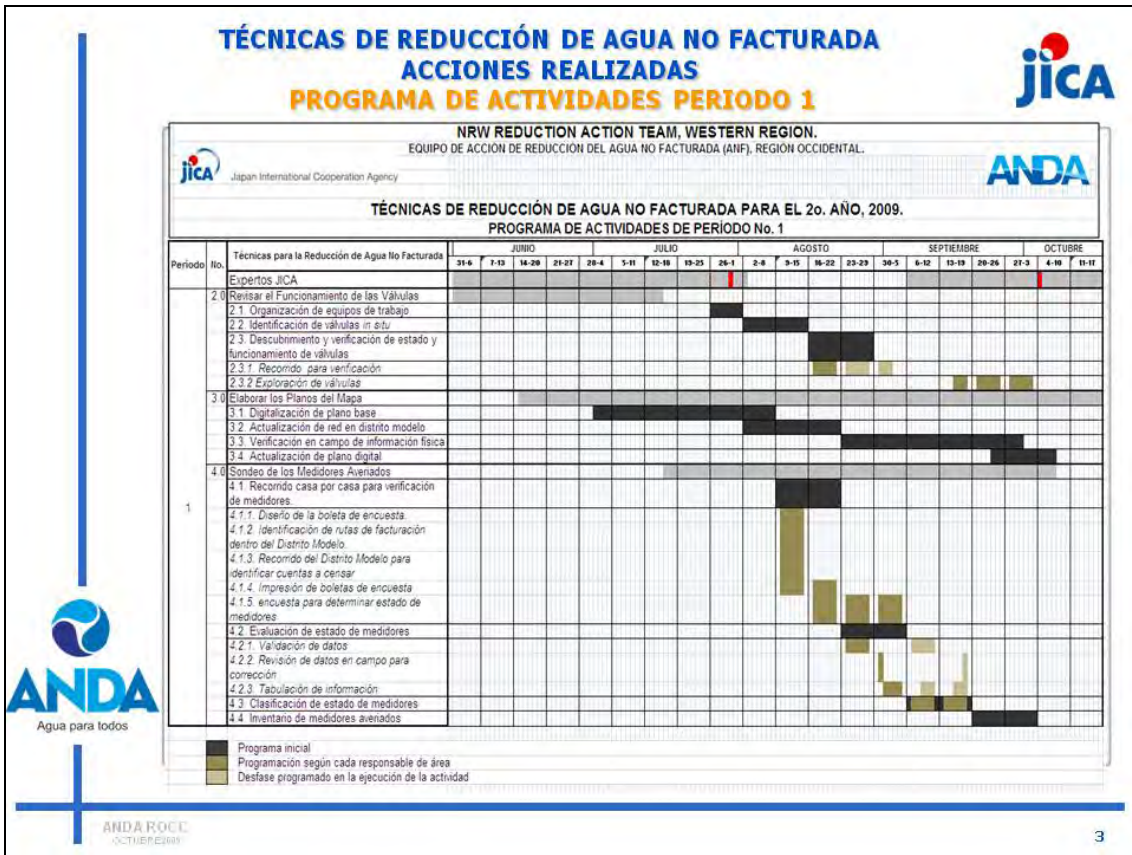 TÉCNICAS DE REDUCCIÓN DE AGUA NO FACTURADA
ACCIONES REALIZADAS
PROGRAMA DE ACTIVIDADES PERIODO 1
jICA
NRW REDUCTION ACTION TEAM, WESTERN REGION.
EQUIPO DE ACCIÓN DE REDUCCIÓN DEL AGUA NO FACTURADA (ANF), REGIÓN OCCIDENTAL.
jICA Japan International Cooperation Agency
ANDA
TÉCNICAS DE REDUCCIÓN DE AGUA NO FACTURADA PARA EL 2o. AÑO, 2009.
PROGRAMA DE ACTIVIDADES DE PERÍODO No. 1
Período No. Técnicas para la Reducción de Agua No Facturada JUNIO JULIO AGOSTO SEPTIEMBRE OCTUBRE
31-6 7-13 14-20 21-27 28-4 5-11 12-18 19-25 26-1 2-8 9-15 16-22 23-29 30-5 6-12 13-19 20-26 27-3 4-10 11-17
Expertos JICA
2.0 Revisar el Funcionamiento de las Válvulas
2.1. Organización de equipos de trabajo
2.2. Identificación de válvulas in situ
2.3. Descubrimiento y verificación de estado y
funcionamiento de válvulas
2.3.1. Recorrido para verificación
2.3.2 Exploración de válvulas
3.0 Elaborar los Planos del Mapa
3.1. Digitalización de plano base
3.2. Actualización de red en distrito modelo
3.3. Verificación en campo de información física
3.4. Actualización de plano digital
4.0 Sondeo de los Medidores Averiados
4.1. Recorrido casa por casa para verificación
de medidores.
1
4.1.1. Diseño de la boleta de encuesta.
4.1.2. Identificación de rutas de facturación
dentro del Distrito Modelo.
4.1.3. Recorrido del Distrito Modelo para
identificar cuentas a censar
4.1.4. Impresión de boletas de encuesta
4.1.5. encuesta para determinar estado de
medidores
4.2. Evaluación de estado de medidores
4.2.1. Validación de datos
4.2.2. Revisión de datos en campo para
corrección
4.2.3. Tabulación de información
4.3. Clasificación de estado de medidores
4.4. Inventario de medidores averiados
Programa inicial
Programación según cada responsable de área
Desfase programado en la ejecución de la actividad
ANDA
Agua para todos
ANDA ROCC
OCTUBRE2009
3